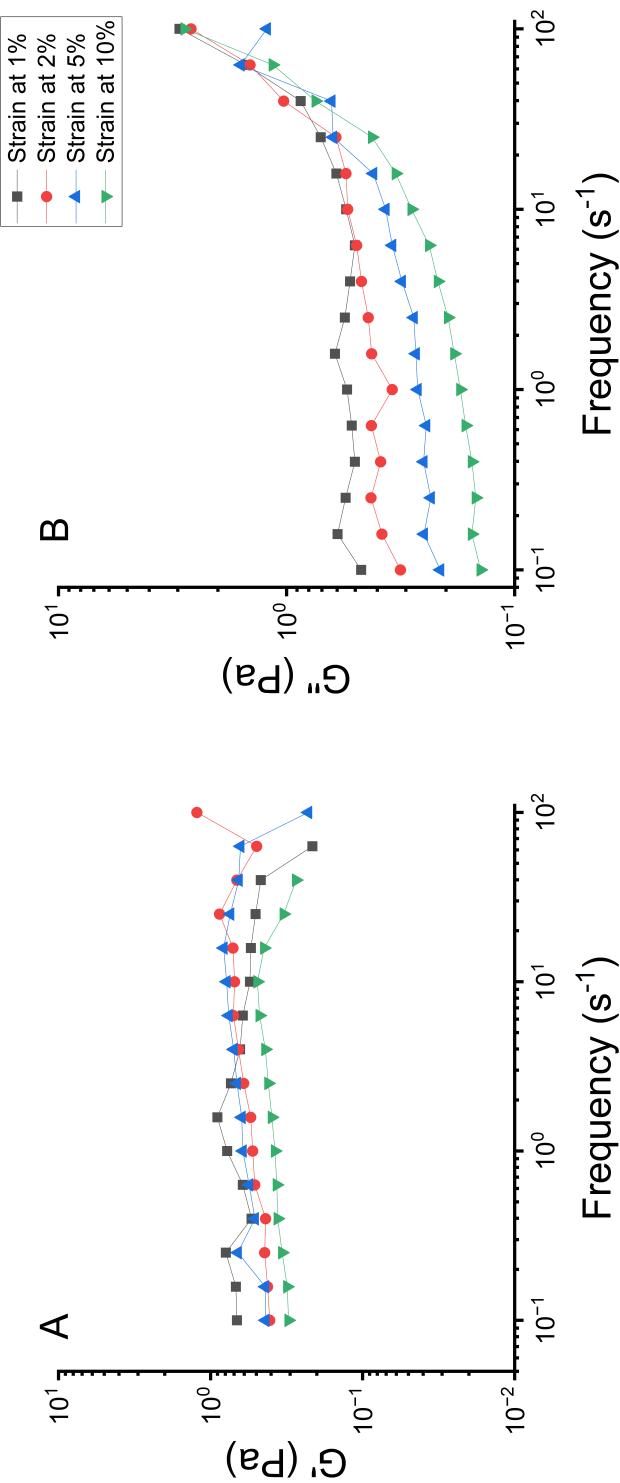 A
10¹
10⁰
10⁻¹
10⁻²
G' (Pa)
10⁻¹
10⁰
10¹
10²
Frequency (s⁻¹)
B
Strain at 1%
Strain at 2%
Strain at 5%
Strain at 10%
10¹
10⁰
10⁻¹
G'' (Pa)
10⁻¹
10⁰
10¹
10²
Frequency (s⁻¹)